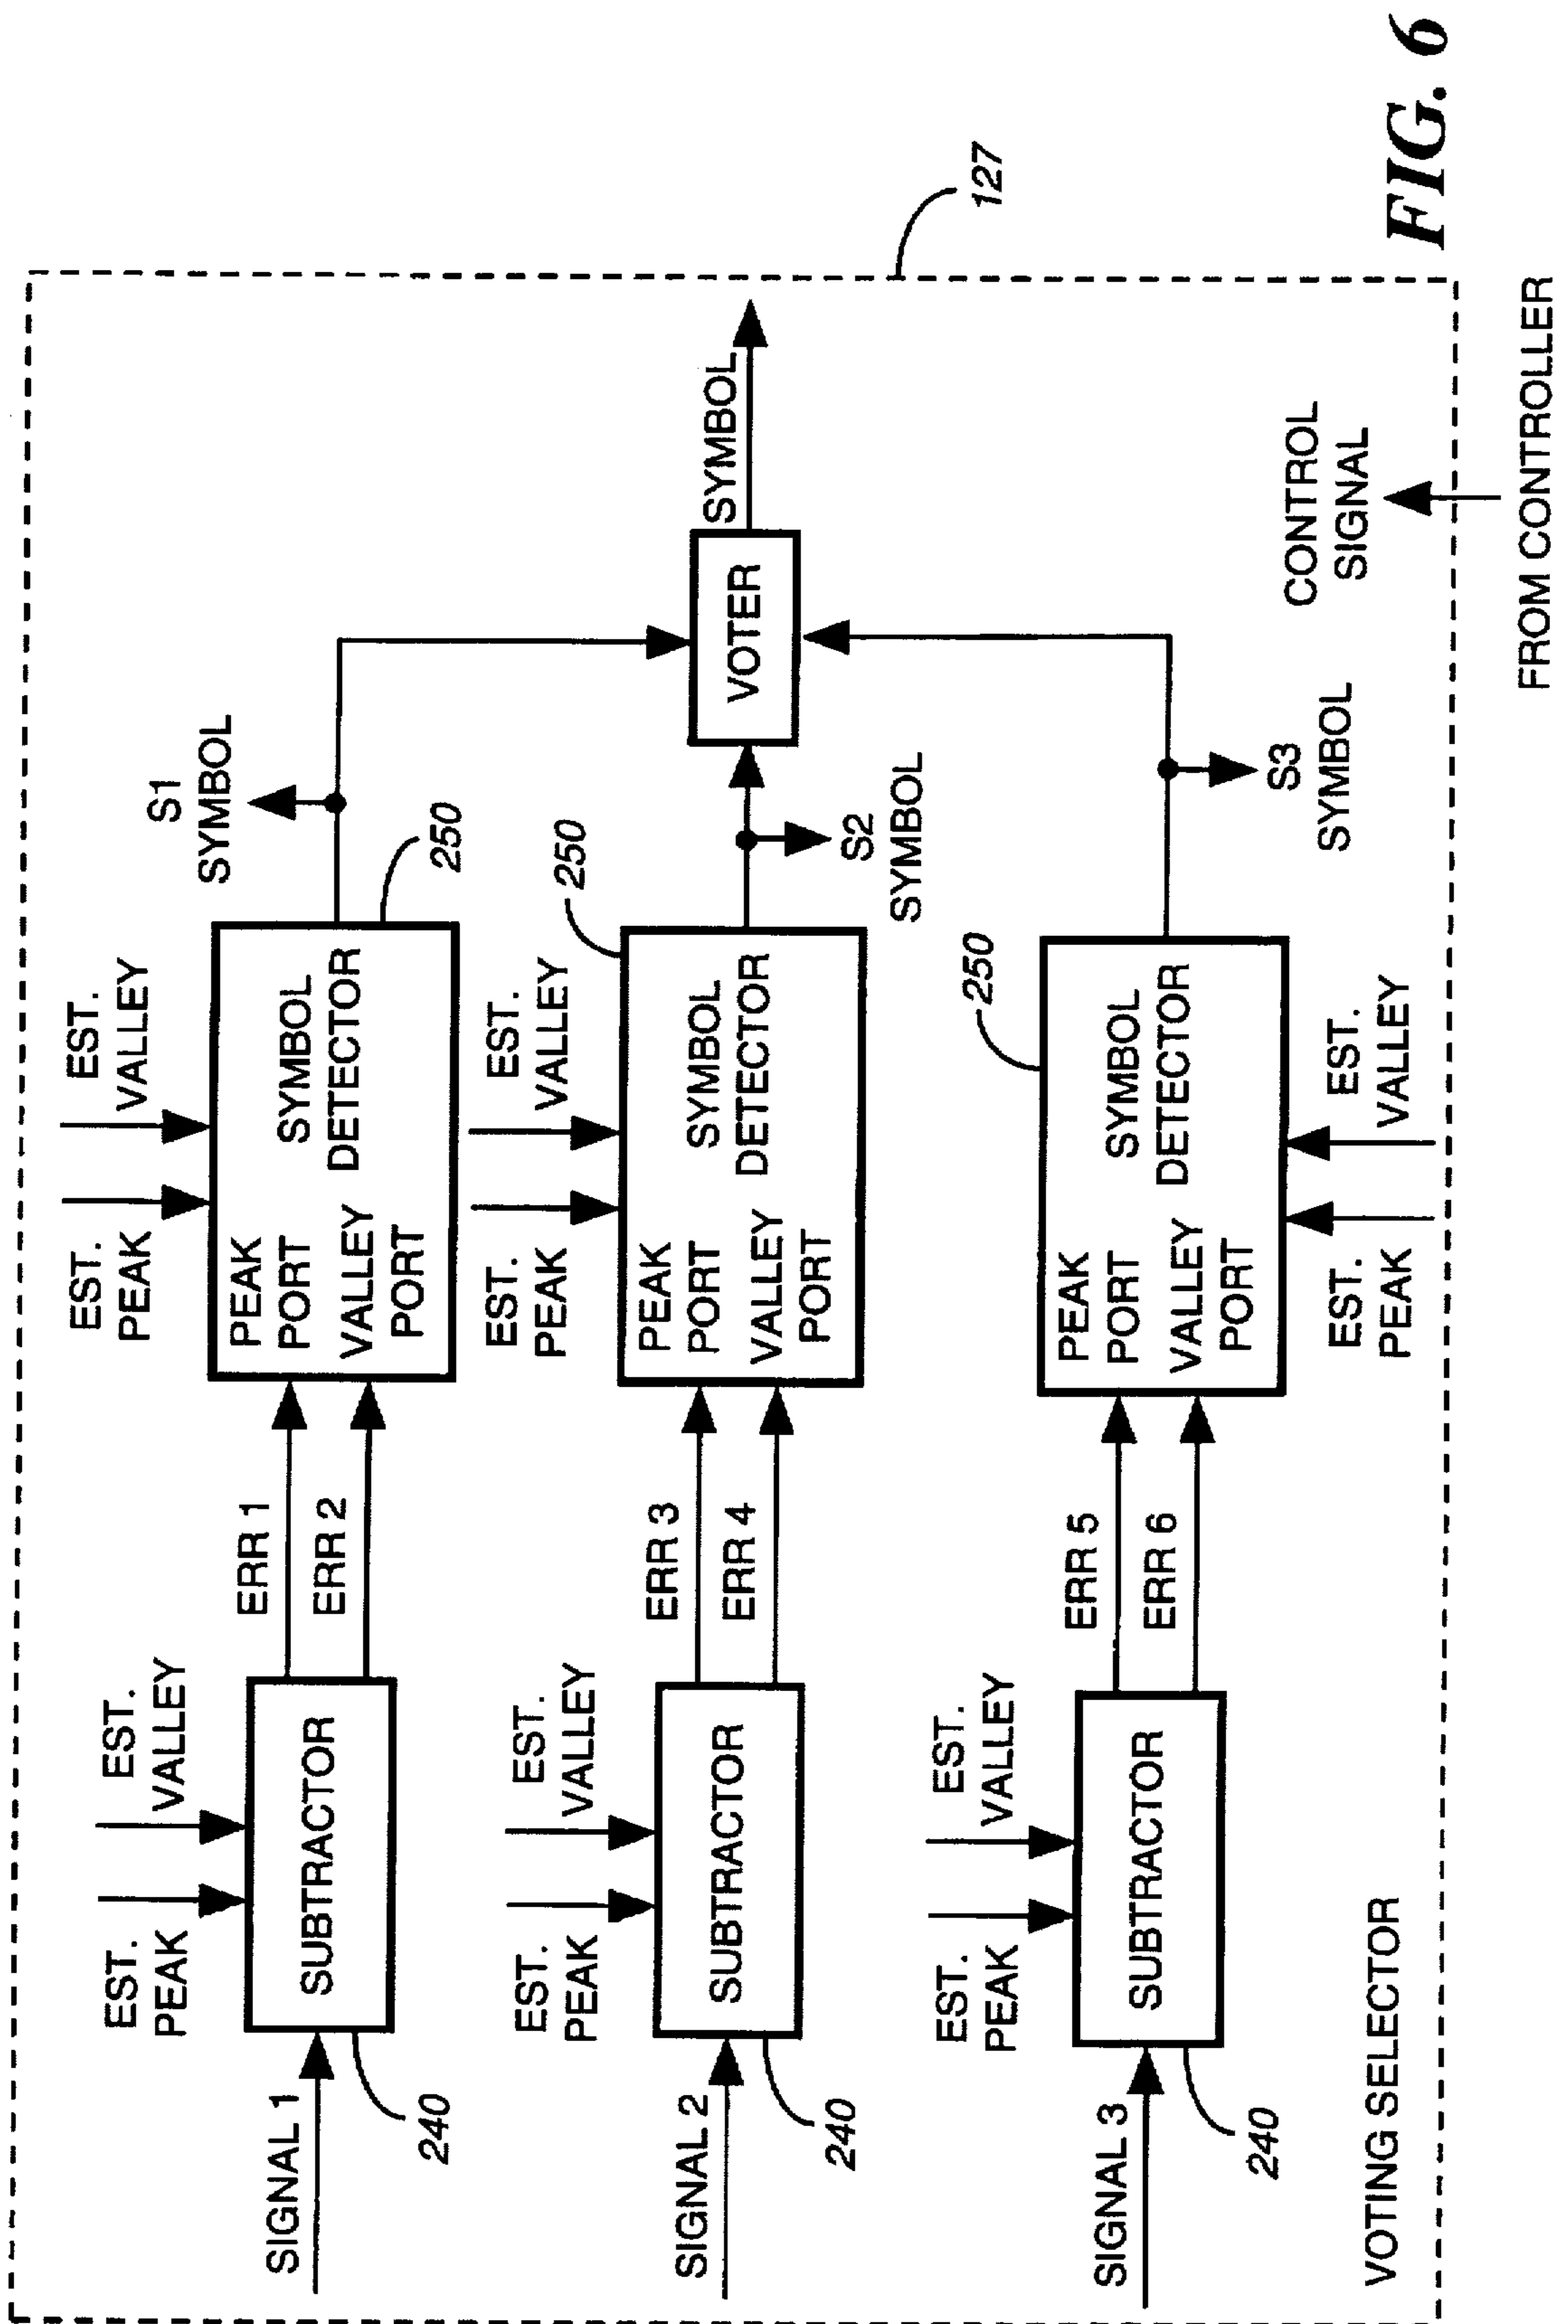 EST.
PEAK
EST.
VALLEY
SIGNAL 1
240
SUBTRACTOR
ERR 1
ERR 2
EST.
PEAK
EST.
VALLEY
PEAK
PORT
VALLEY
PORT
SYMBOL
DETECTOR
250
S1
SYMBOL
EST.
PEAK
EST.
VALLEY
SIGNAL 2
240
SUBTRACTOR
ERR 3
ERR 4
EST.
PEAK
EST.
VALLEY
PEAK
PORT
VALLEY
PORT
SYMBOL
DETECTOR
250
S2
SYMBOL
VOTER
SYMBOL
127
EST.
PEAK
EST.
VALLEY
SIGNAL 3
240
SUBTRACTOR
ERR 5
ERR 6
PEAK
PORT
VALLEY
PORT
SYMBOL
DETECTOR
250
EST.
PEAK
EST.
VALLEY
S3
SYMBOL
CONTROL
SIGNAL
VOTING SELECTOR
FROM CONTROLLER
FIG. 6